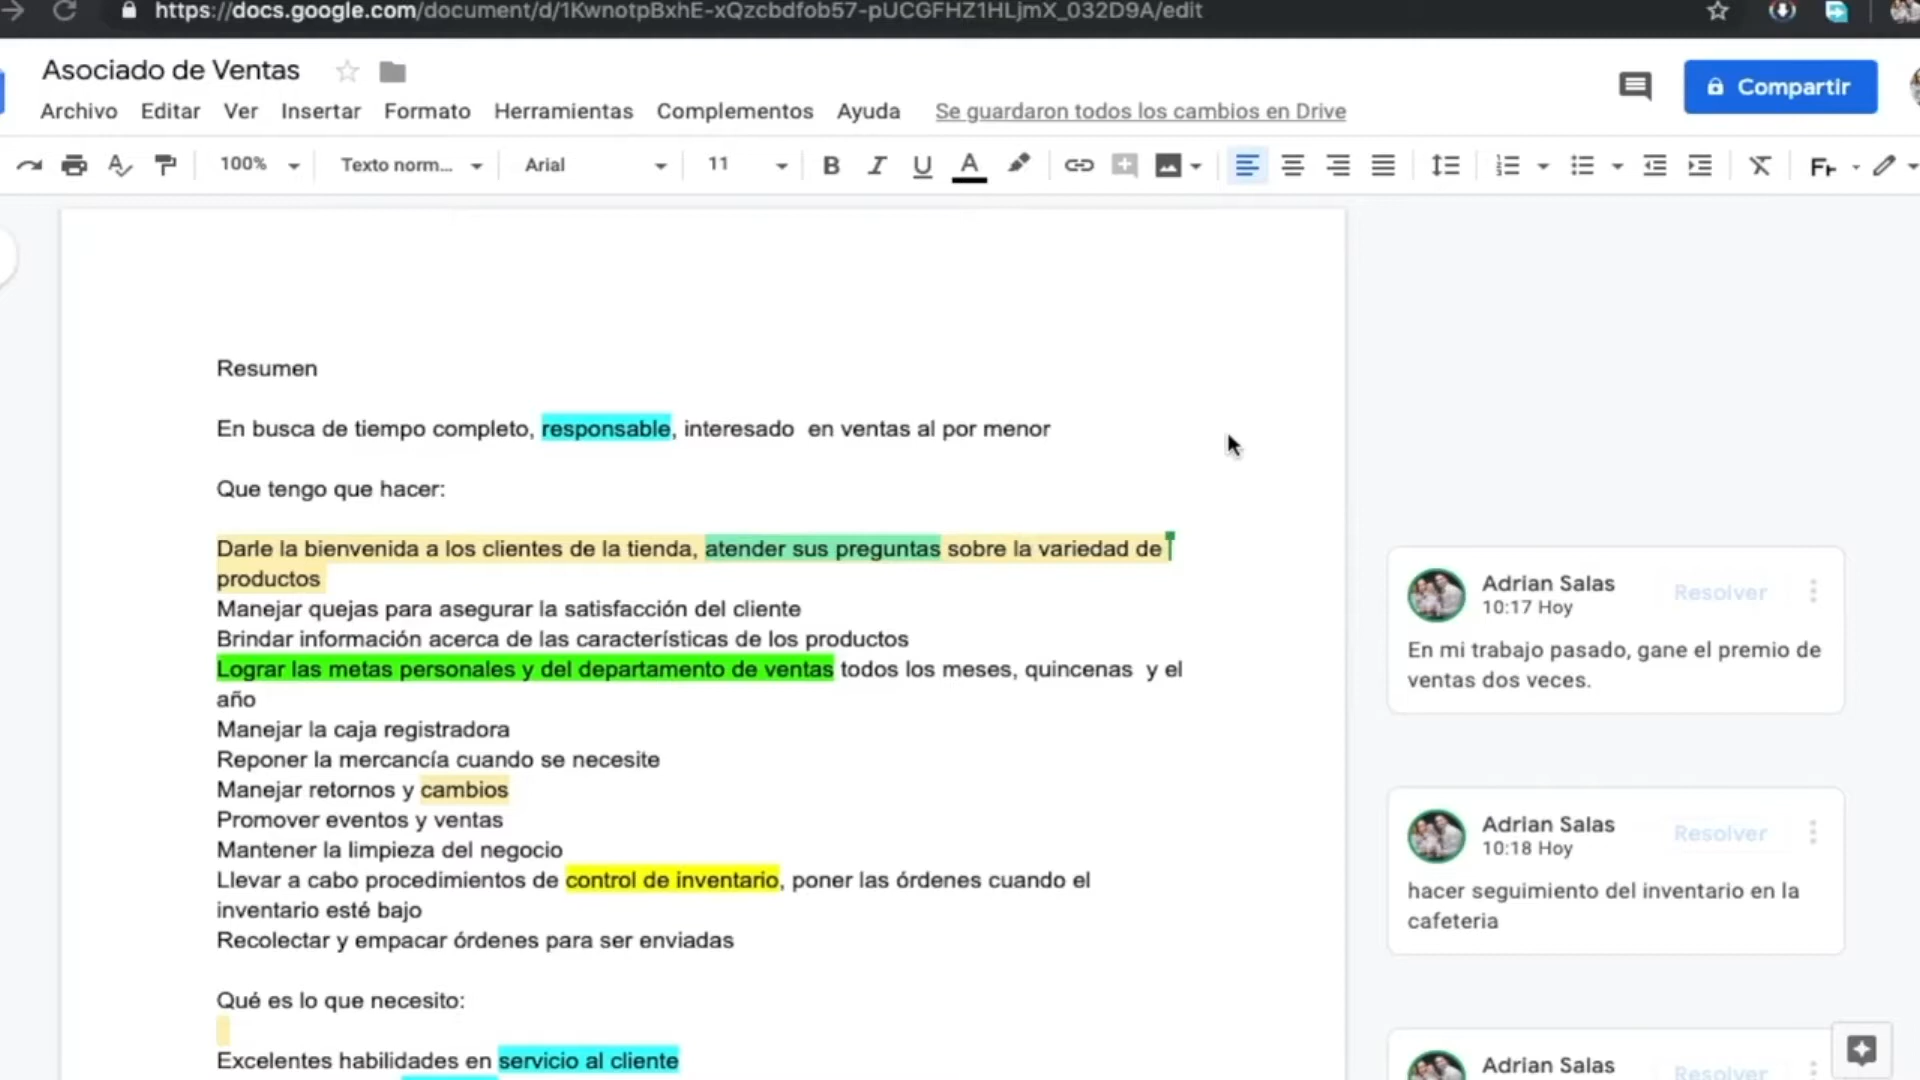 https://docs.google.com/document/d/1KwnotpBxhE-xQzcbdfob57-pUCGFHZ1HLjmX_032D9A/edit
Asociado de Ventas
Archivo Editar Ver Insertar Formato Herramientas Complementos Ayuda Se guardaron todos los cambios en Drive
Compartir
100% Texto norm... Arial 11 B I U A
Resumen
En busca de tiempo completo, responsable, interesado en ventas al por menor
Que tengo que hacer:
Darle la bienvenida a los clientes de la tienda, atender sus preguntas sobre la variedad de
productos
Manejar quejas para asegurar la satisfacción del cliente
Brindar información acerca de las características de los productos
Lograr las metas personales y del departamento de ventas todos los meses, quincenas y el
año
Manejar la caja registradora
Reponer la mercancía cuando se necesite
Manejar retornos y cambios
Promover eventos y ventas
Mantener la limpieza del negocio
Llevar a cabo procedimientos de control de inventario, poner las órdenes cuando el
inventario esté bajo
Recolectar y empacar órdenes para ser enviadas
Qué es lo que necesito:
Excelentes habilidades en servicio al cliente
Adrian Salas Resolver
10:17 Hoy
En mi trabajo pasado, gane el premio de
ventas dos veces.
Adrian Salas Resolver
10:18 Hoy
hacer seguimiento del inventario en la
cafeteria
Adrian Salas Resolver